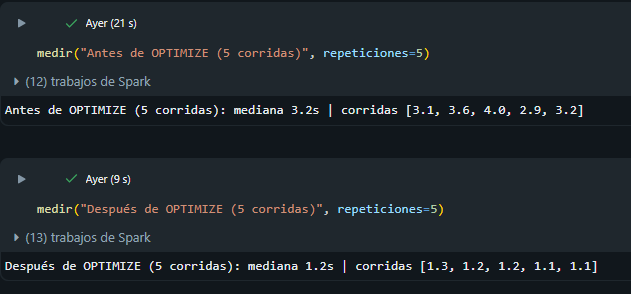 Ayer (21 s)
medir("Antes de OPTIMIZE (5 corridas)", repeticiones=5)
(12) trabajos de Spark
Antes de OPTIMIZE (5 corridas): mediana 3.2s | corridas [3.1, 3.6, 4.0, 2.9, 3.2]
Ayer (9 s)
medir("Después de OPTIMIZE (5 corridas)", repeticiones=5)
(13) trabajos de Spark
Después de OPTIMIZE (5 corridas): mediana 1.2s | corridas [1.3, 1.2, 1.2, 1.1, 1.1]